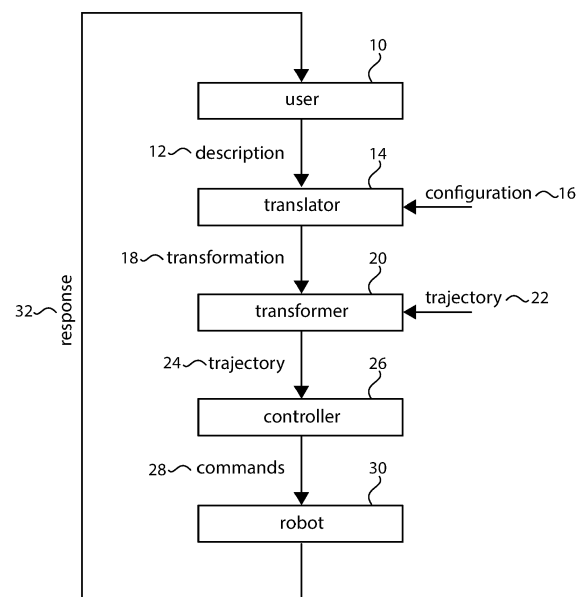 10
user
12 description
14
translator
configuration 16
18 transformation
20
transformer
trajectory 22
32 response
24 trajectory
26
controller
28 commands
30
robot